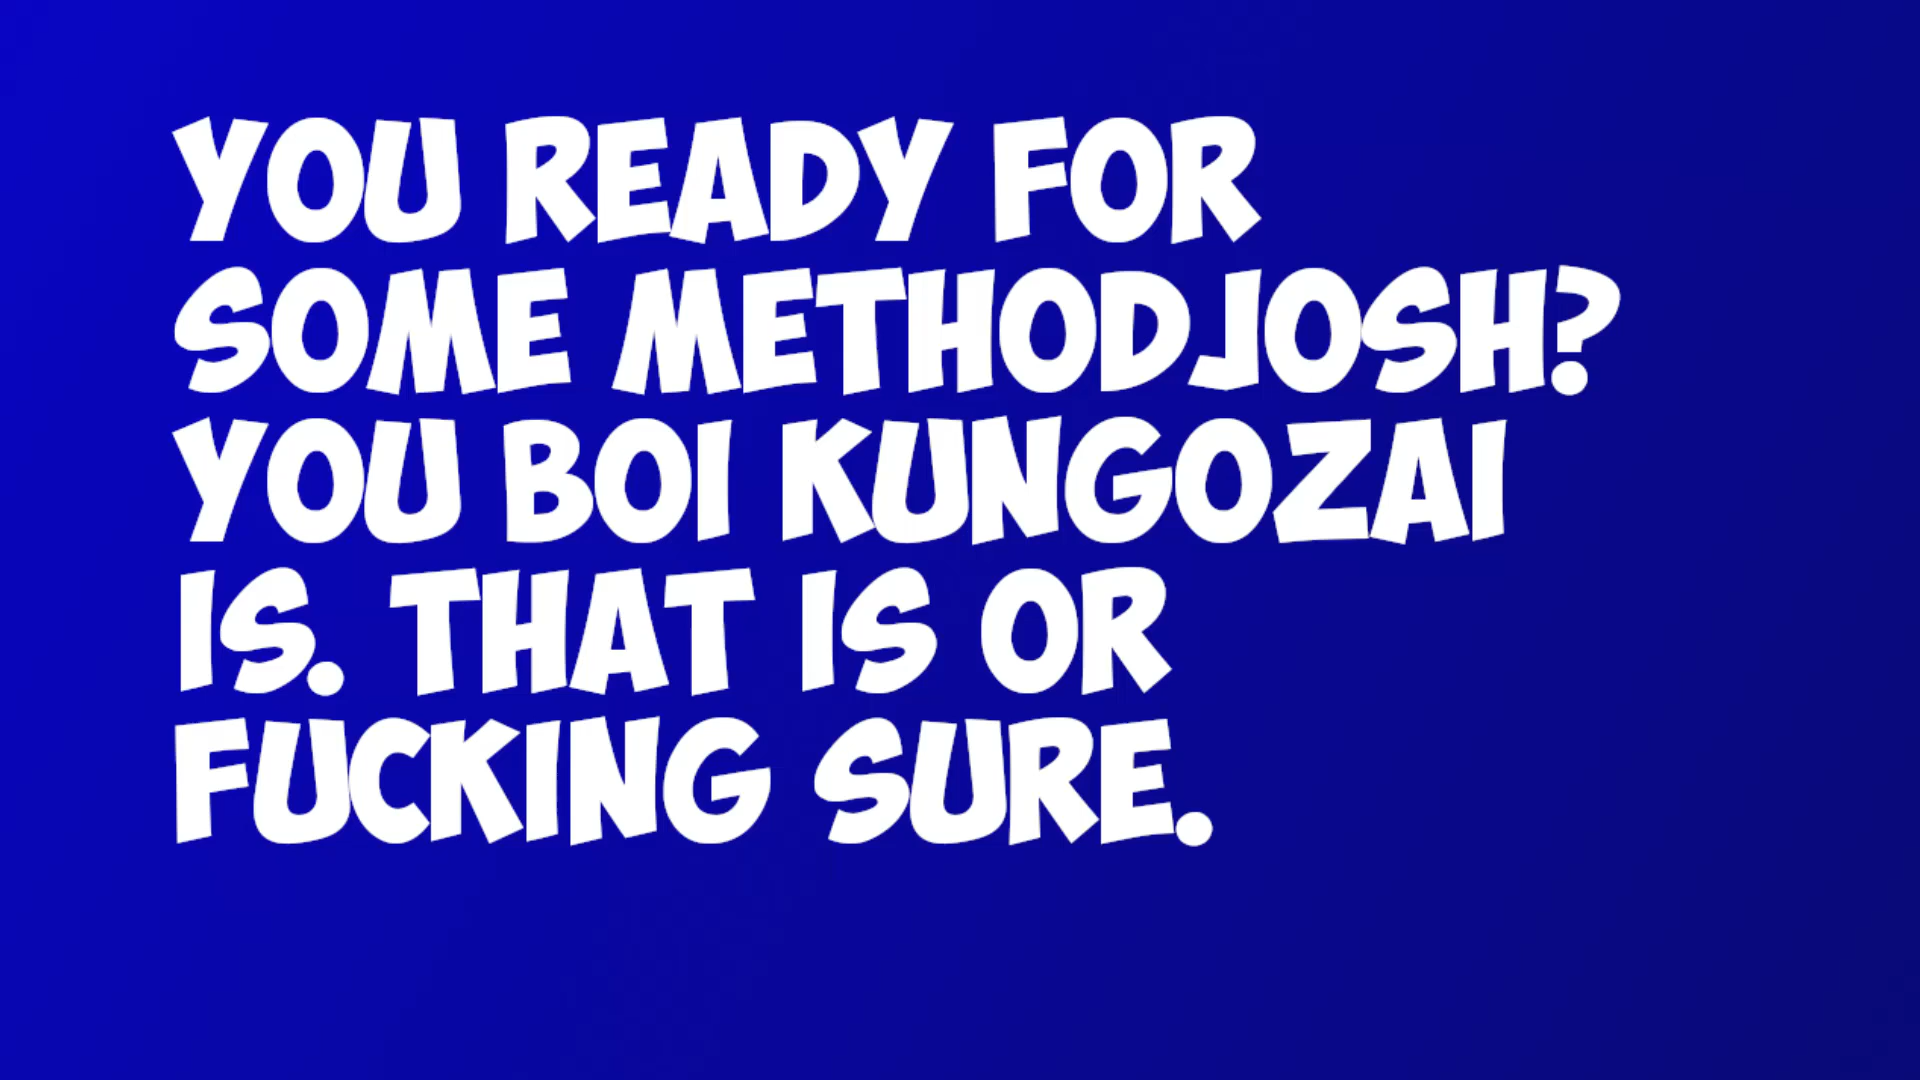 YOU READY FOR
SOME METHODJOSH?
YOU BOI KUNGOZAI
IS. THAT IS OR
FUCKING SURE.